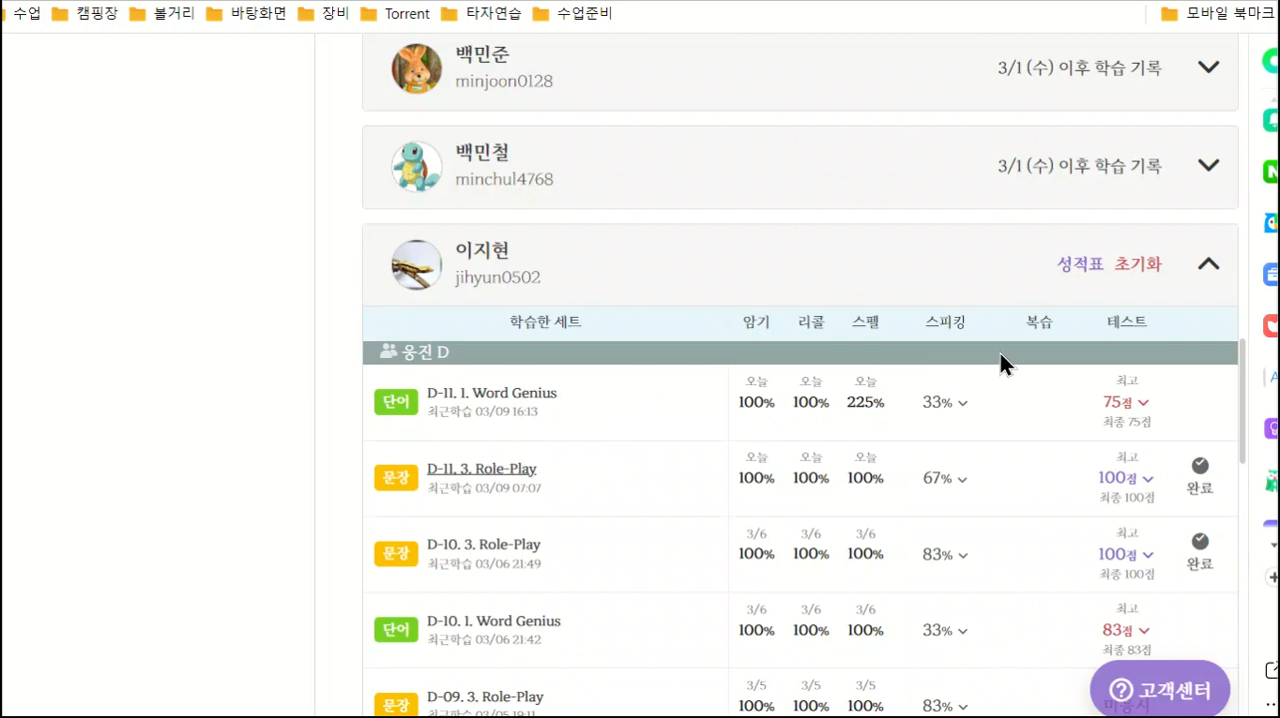 수업 캠핑장 볼거리 바탕화면 장비 Torrent 타자연습 수업준비 모바일 북마크
백민준
minjoon0128
3/1 (수) 이후 학습 기록
백민철
minchul4768
3/1 (수) 이후 학습 기록
이지현
jihyun0502
성적표 초기화
학습한 세트 암기 리콜 스펠 스피킹 복습 테스트
웅진 D
단어
D-11. 1. Word Genius
최근학습 03/09 16:13
오늘 오늘 오늘
100% 100% 225% 33%
최고
75점
최종 75점
문장
D-11. 3. Role-Play
최근학습 03/09 07:07
오늘 오늘 오늘
100% 100% 100% 67%
최고
100점
최종 100점
완료
문장
D-10. 3. Role-Play
최근학습 03/06 21:49
3/6 3/6 3/6
100% 100% 100% 83%
최고
100점
최종 100점
완료
단어
D-10. 1. Word Genius
최근학습 03/06 21:42
3/6 3/6 3/6
100% 100% 100% 33%
최고
83점
최종 83점
문장
D-09. 3. Role-Play
최근학습 03/05 19:11
3/5 3/5 3/5
100% 100% 100% 83%
고객센터